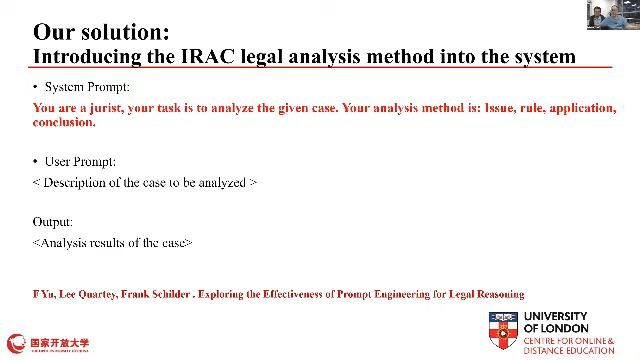 Our solution:
Introducing the IRAC legal analysis method into the system
• System Prompt:
You are a jurist, your task is to analyze the given case. Your analysis method is: Issue, rule, application,
conclusion.
• User Prompt:
< Description of the case to be analyzed >
Output:
<Analysis results of the case>
F Yu, Lee Quartey, Frank Schilder . Exploring the Effectiveness of Prompt Engineering for Legal Reasoning
国家开放大学
UNIVERSITY
OF LONDON
CENTRE FOR ONLINE &
DISTANCE EDUCATION